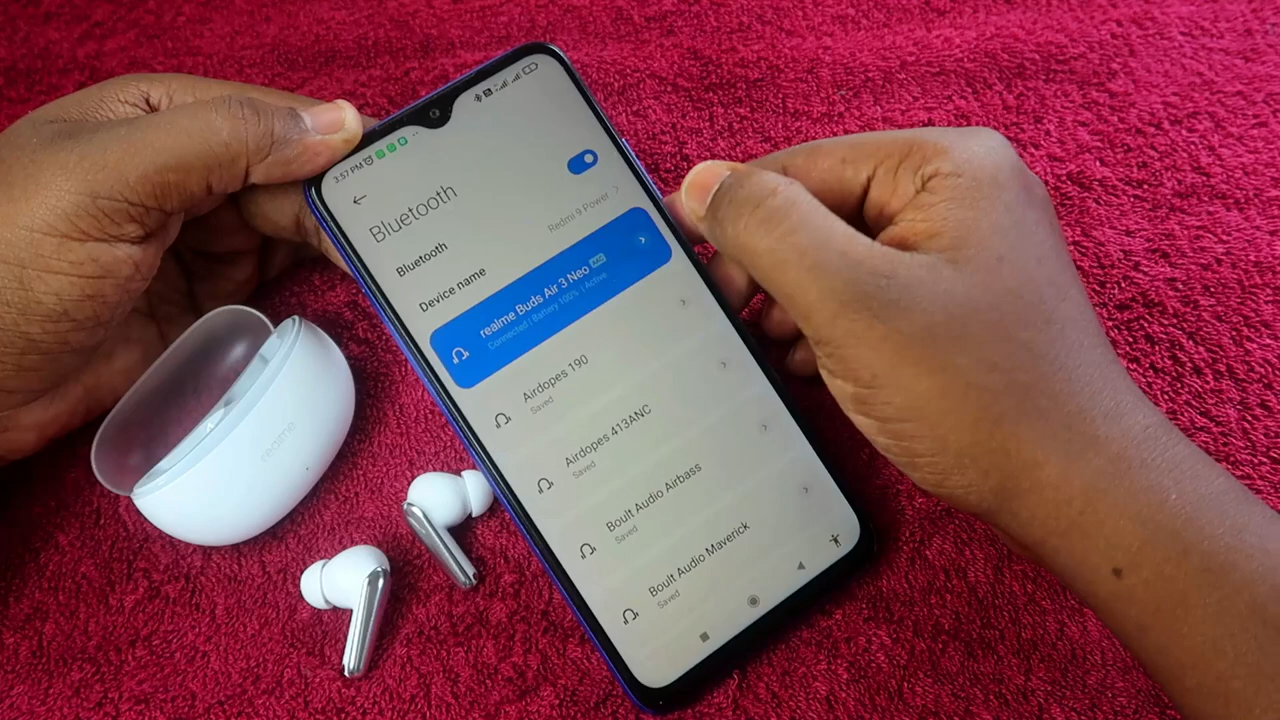 3:57 PM
Bluetooth
Bluetooth
Device name
Redmi 9 Power
realme Buds Air 3 Neo AAC
Connected | Battery 100% | Active
Airdopes 190
Saved
Airdopes 413ANC
Saved
Boult Audio Airbass
Saved
Boult Audio Maverick
Saved
realme